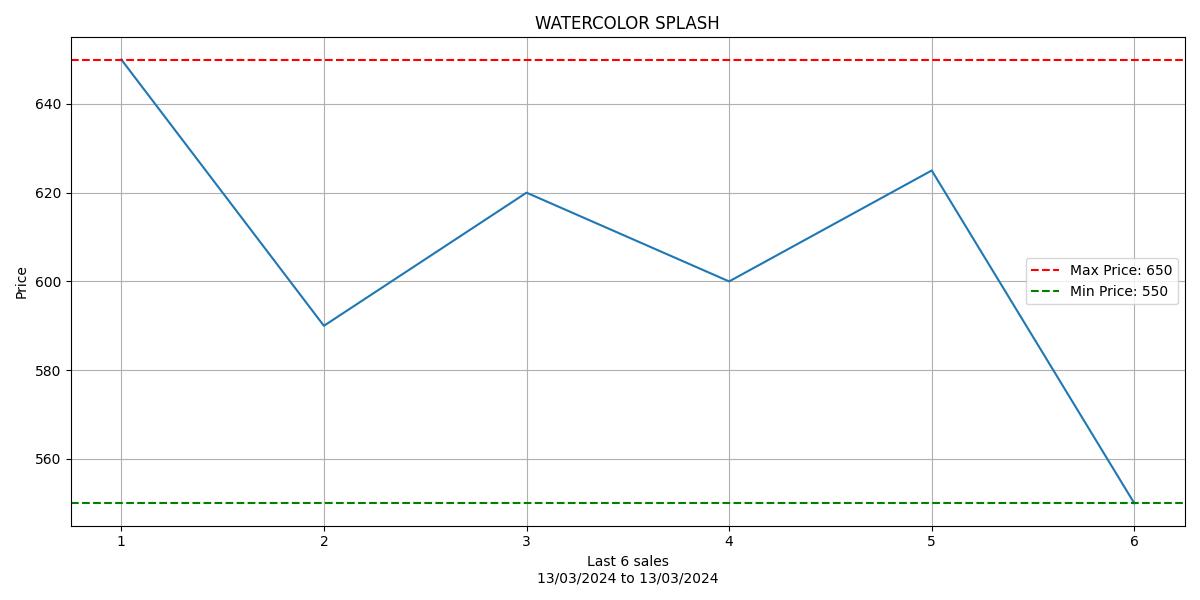 WATERCOLOR SPLASH
Price
640
620
600
580
560
Max Price: 650
Min Price: 550
1 2 3 4 5 6
Last 6 sales
13/03/2024 to 13/03/2024